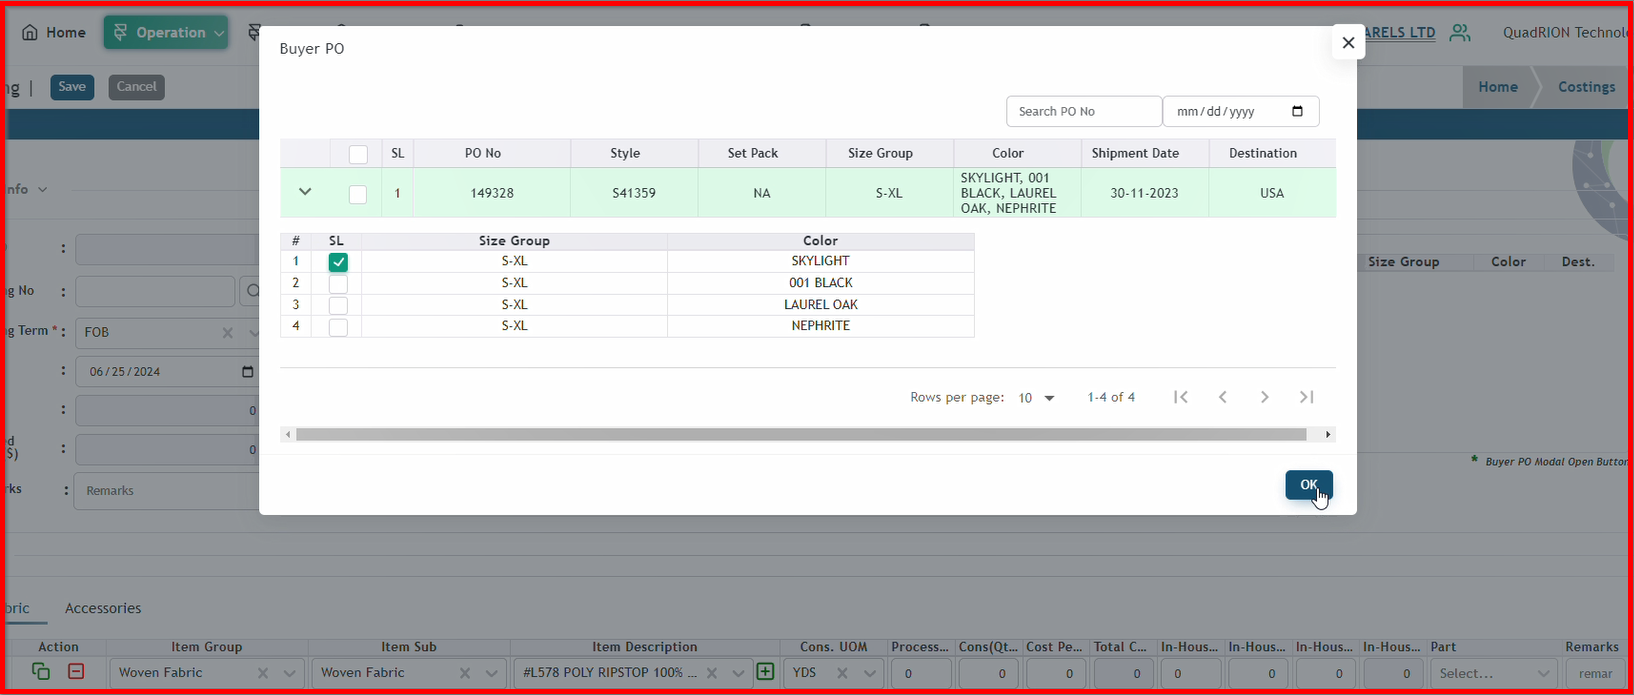 Home
Operation
ARELS LTD
QuadRION Technolo
Buyer PO
ng |
Save
Cancel
Home
Costings
Search PO No
mm/dd/yyyy
SL PO No Style Set Pack Size Group Color Shipment Date Destination
1 149328 S41359 NA S-XL SKYLIGHT, 001 BLACK, LAUREL OAK, NEPHRITE 30-11-2023 USA
nfo
# SL Size Group Color
1 S-XL SKYLIGHT
2 S-XL 001 BLACK
3 S-XL LAUREL OAK
4 S-XL NEPHRITE
:
Size Group Color Dest.
ng No :
g Term * : FOB
: 06/25/2024
: 0
ed
$) : 0
rks : Remarks
Rows per page: 10 1-4 of 4
* Buyer PO Modal Open Button
OK
bric Accessories
Action Item Group Item Sub Item Description Cons. UOM Process... Cons(Qt... Cost Pe... Total C... In-Hous... In-Hous... In-Hous... In-Hous... Part Remarks
Woven Fabric Woven Fabric #L578 POLY RIPSTOP 100% ... YDS 0 0 0 0 0 0 0 0 Select... remar